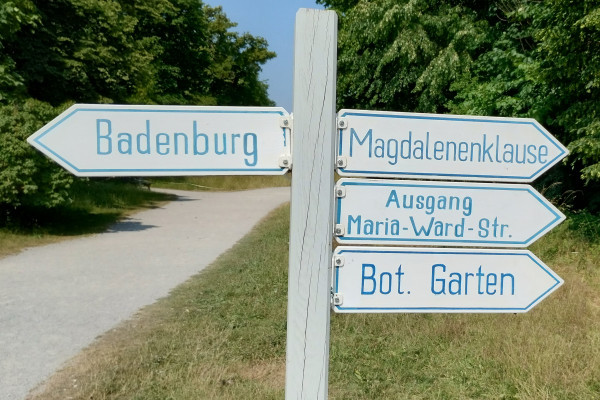 Badenburg
Magdalenenklause
Ausgang
Maria-Ward-Str.
Bot. Garten